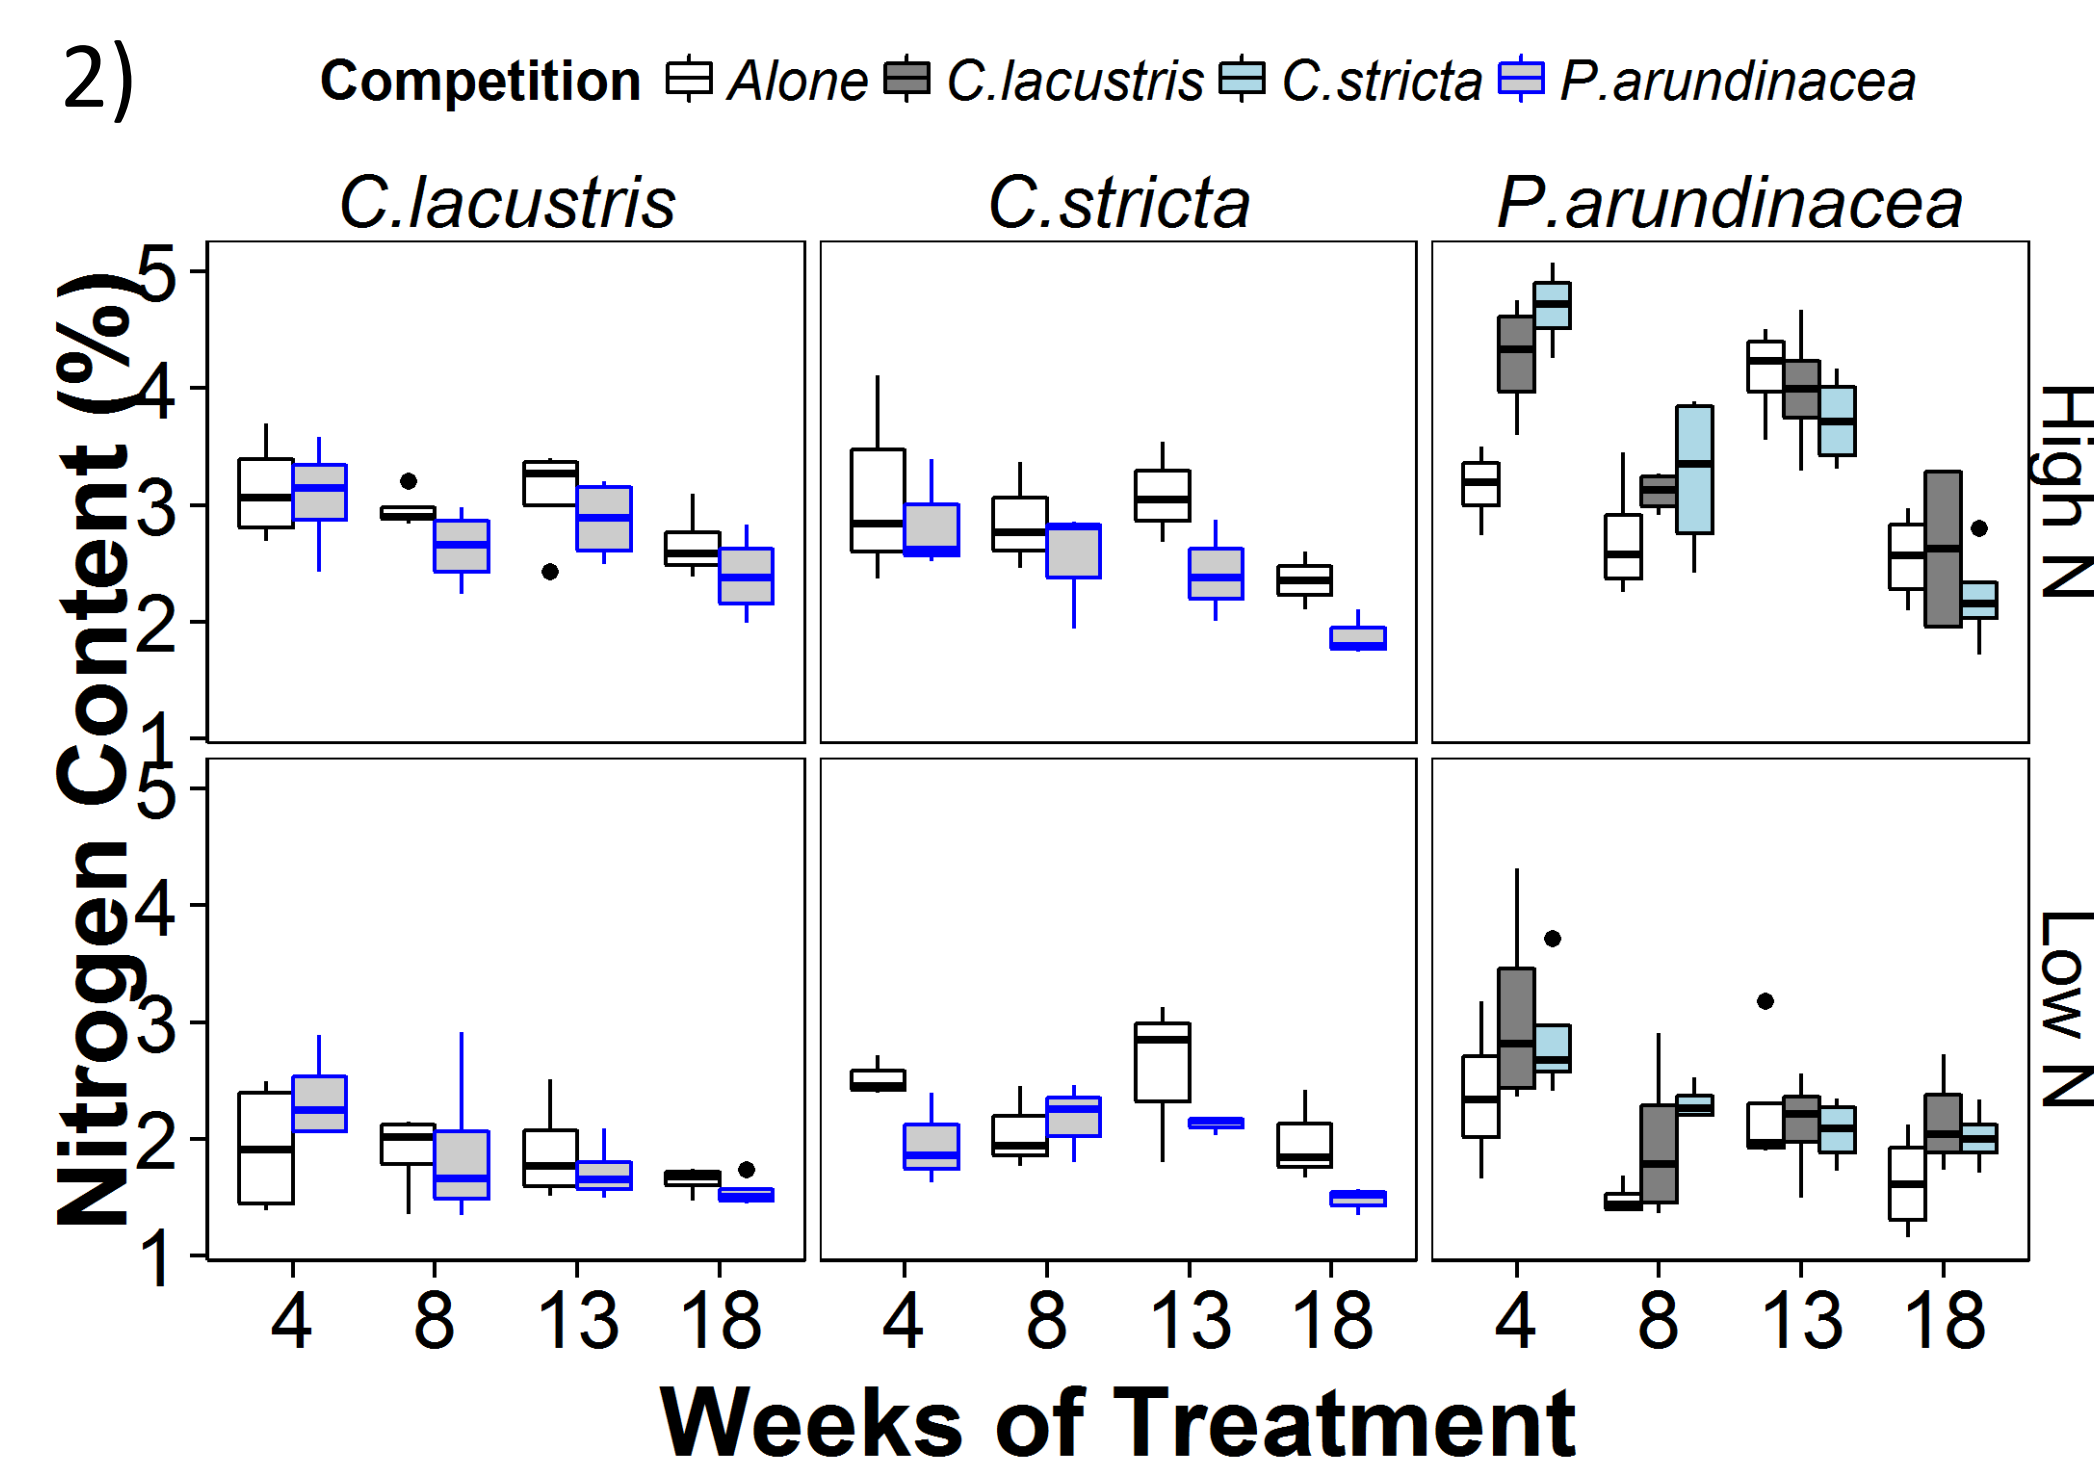 2)
Competition Alone C.lacustris C.stricta P.arundinacea
C.lacustris C.stricta P.arundinacea
Nitrogen Content (%)
5
4
3
2
1
High N
5
4
3
2
1
Low N
4 8 13 18 4 8 13 18 4 8 13 18
Weeks of Treatment